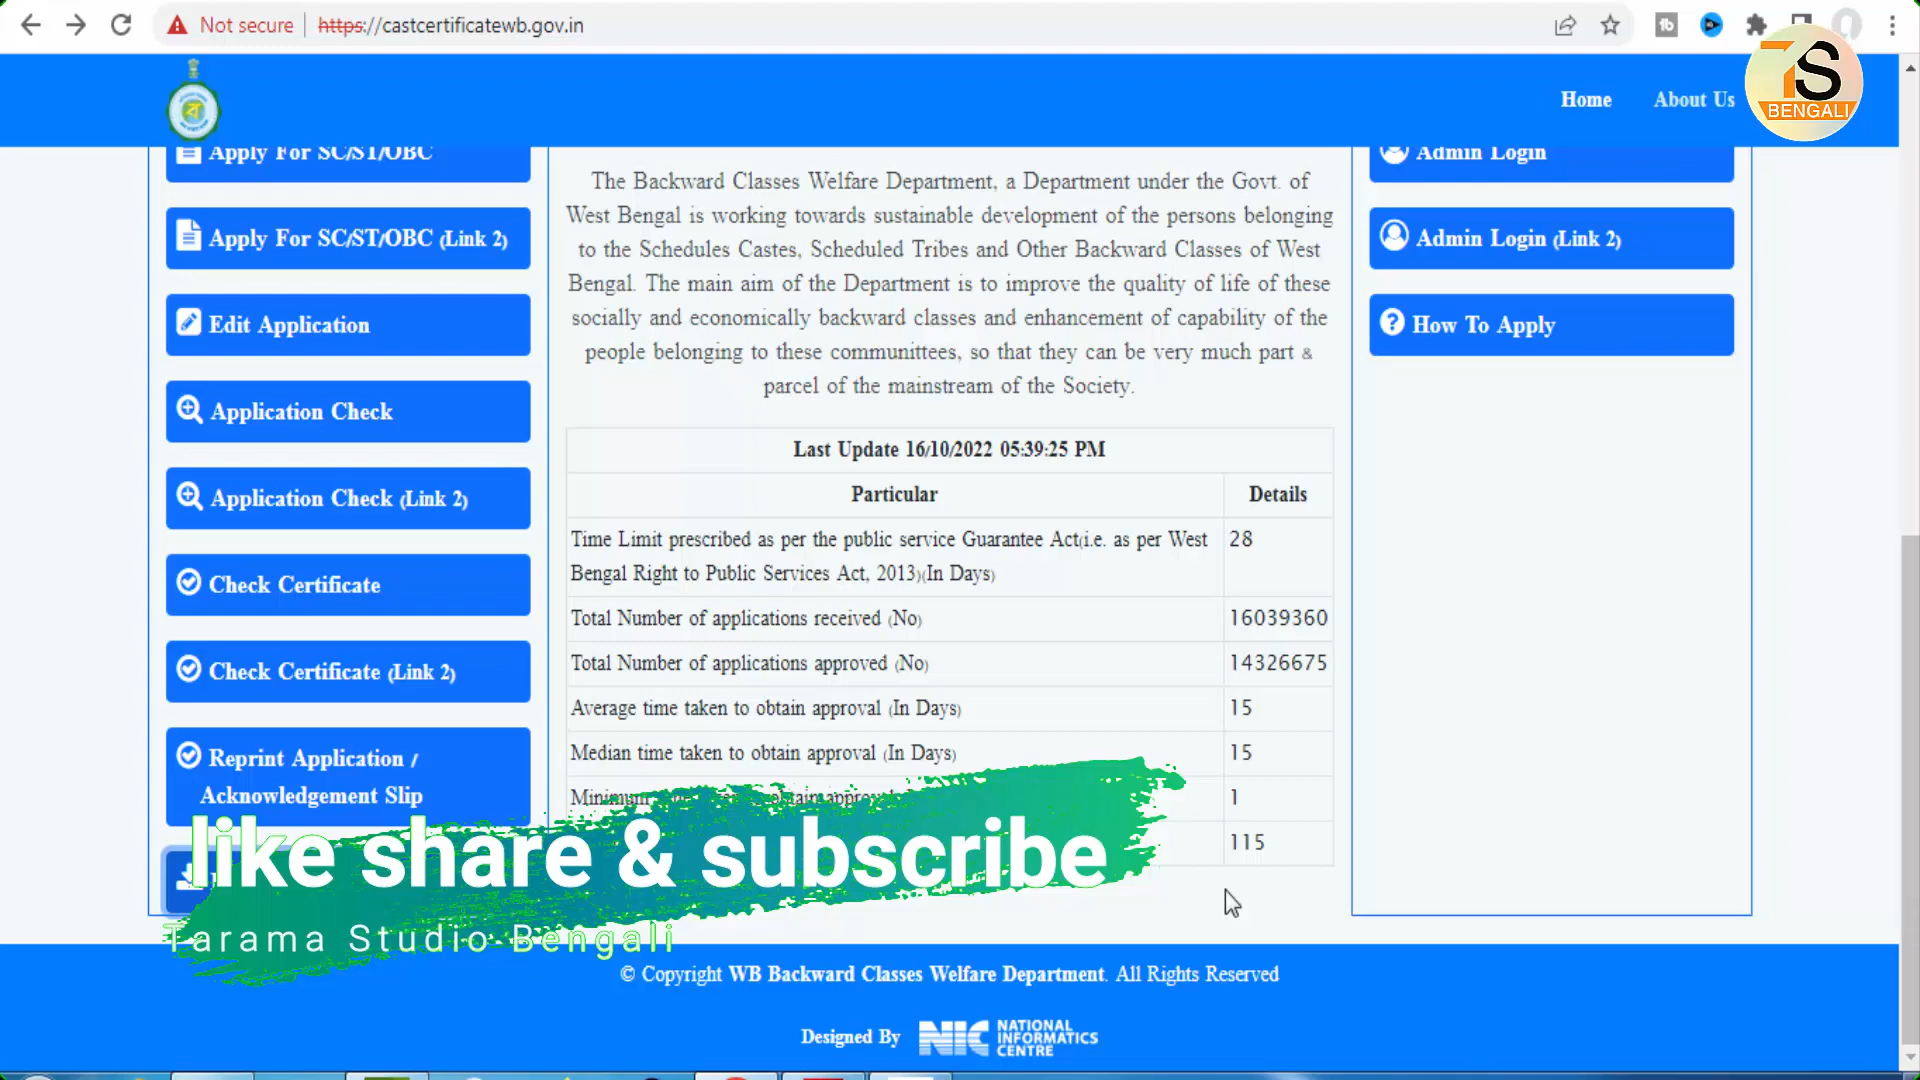 Not secure
https://castcertificatewb.gov.in
Home
About Us
7S
BENGALI
Apply For SC/ST/OBC
Apply For SC/ST/OBC (Link 2)
Edit Application
Application Check
Application Check (Link 2)
Check Certificate
Check Certificate (Link 2)
Reprint Application /
Acknowledgement Slip
The Backward Classes Welfare Department, a Department under the Govt. of
West Bengal is working towards sustainable development of the persons belonging
to the Schedules Castes, Scheduled Tribes and Other Backward Classes of West
Bengal. The main aim of the Department is to improve the quality of life of these
socially and economically backward classes and enhancement of capability of the
people belonging to these communittees, so that they can be very much part &
parcel of the mainstream of the Society.
Last Update 16/10/2022 05:39:25 PM
Particular Details
Time Limit prescribed as per the public service Guarantee Act(i.e. as per West 28
Bengal Right to Public Services Act, 2013)(In Days)
Total Number of applications received (No) 16039360
Total Number of applications approved (No) 14326675
Average time taken to obtain approval (In Days) 15
Median time taken to obtain approval (In Days) 15
Minimum obtain approval 1
115
Admin Login
Admin Login (Link 2)
How To Apply
like share & subscribe
Tarama Studio Bengali
© Copyright WB Backward Classes Welfare Department. All Rights Reserved
Designed By NIC NATIONAL
INFORMATICS
CENTRE